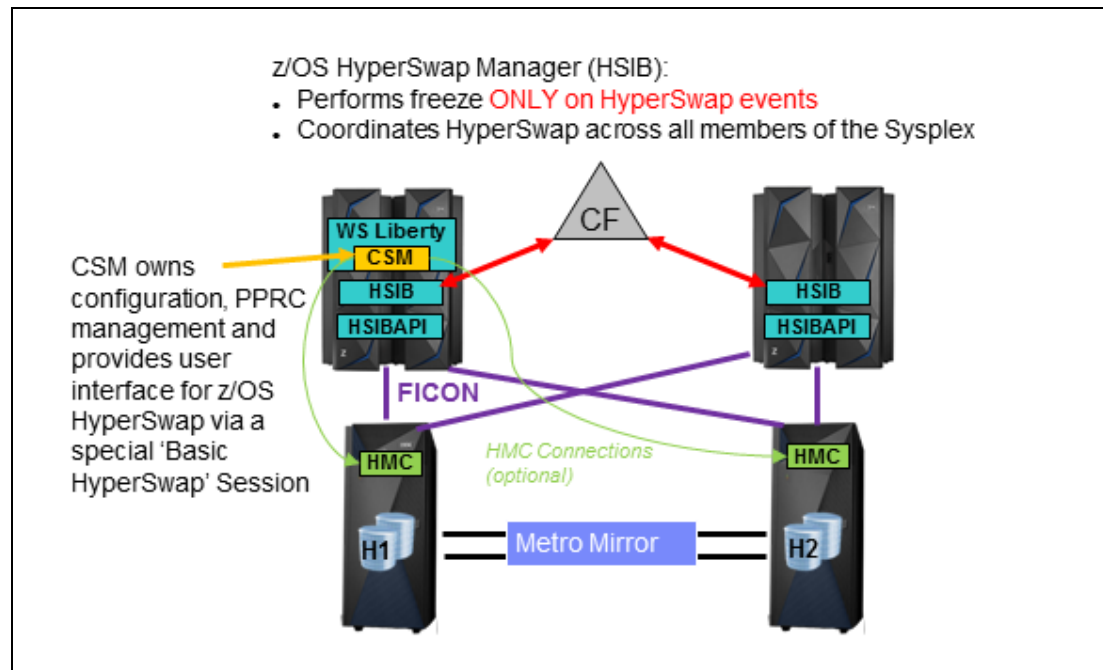 z/OS HyperSwap Manager (HSIB):
• Performs freeze ONLY on HyperSwap events
• Coordinates HyperSwap across all members of the Sysplex
CF
WS Liberty
CSM
HSIB
HSIBAPI
z
HSIB
HSIBAPI
z
CSM owns
configuration, PPRC
management and
provides user
interface for z/OS
HyperSwap via a
special ‘Basic
HyperSwap’ Session
FICON
HMC
HMC Connections
(optional)
HMC
H1
Metro Mirror
H2